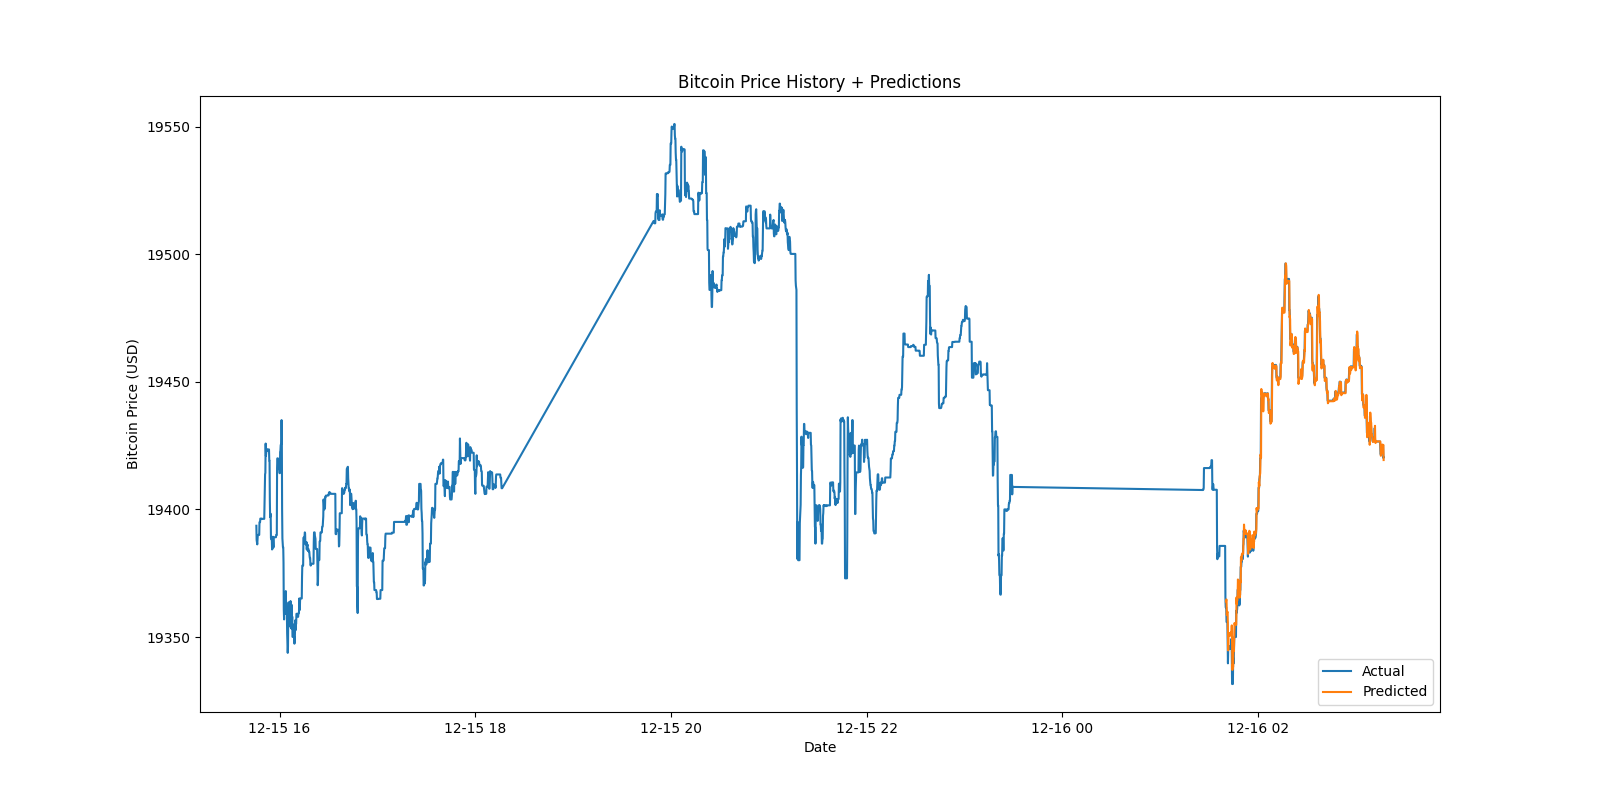 Bitcoin Price History + Predictions
Bitcoin Price (USD)
19550
19500
19450
19400
19350
12-15 16
12-15 18
12-15 20
12-15 22
12-16 00
12-16 02
Date
Actual
Predicted